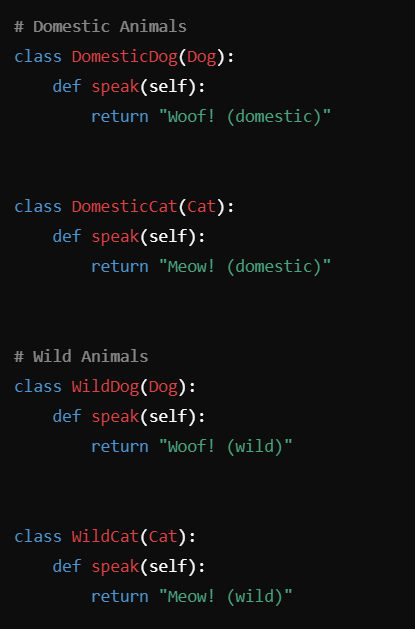 # Domestic Animals
class DomesticDog(Dog):
    def speak(self):
        return "Woof! (domestic)"
class DomesticCat(Cat):
    def speak(self):
        return "Meow! (domestic)"
# Wild Animals
class WildDog(Dog):
    def speak(self):
        return "Woof! (wild)"
class WildCat(Cat):
    def speak(self):
        return "Meow! (wild)"